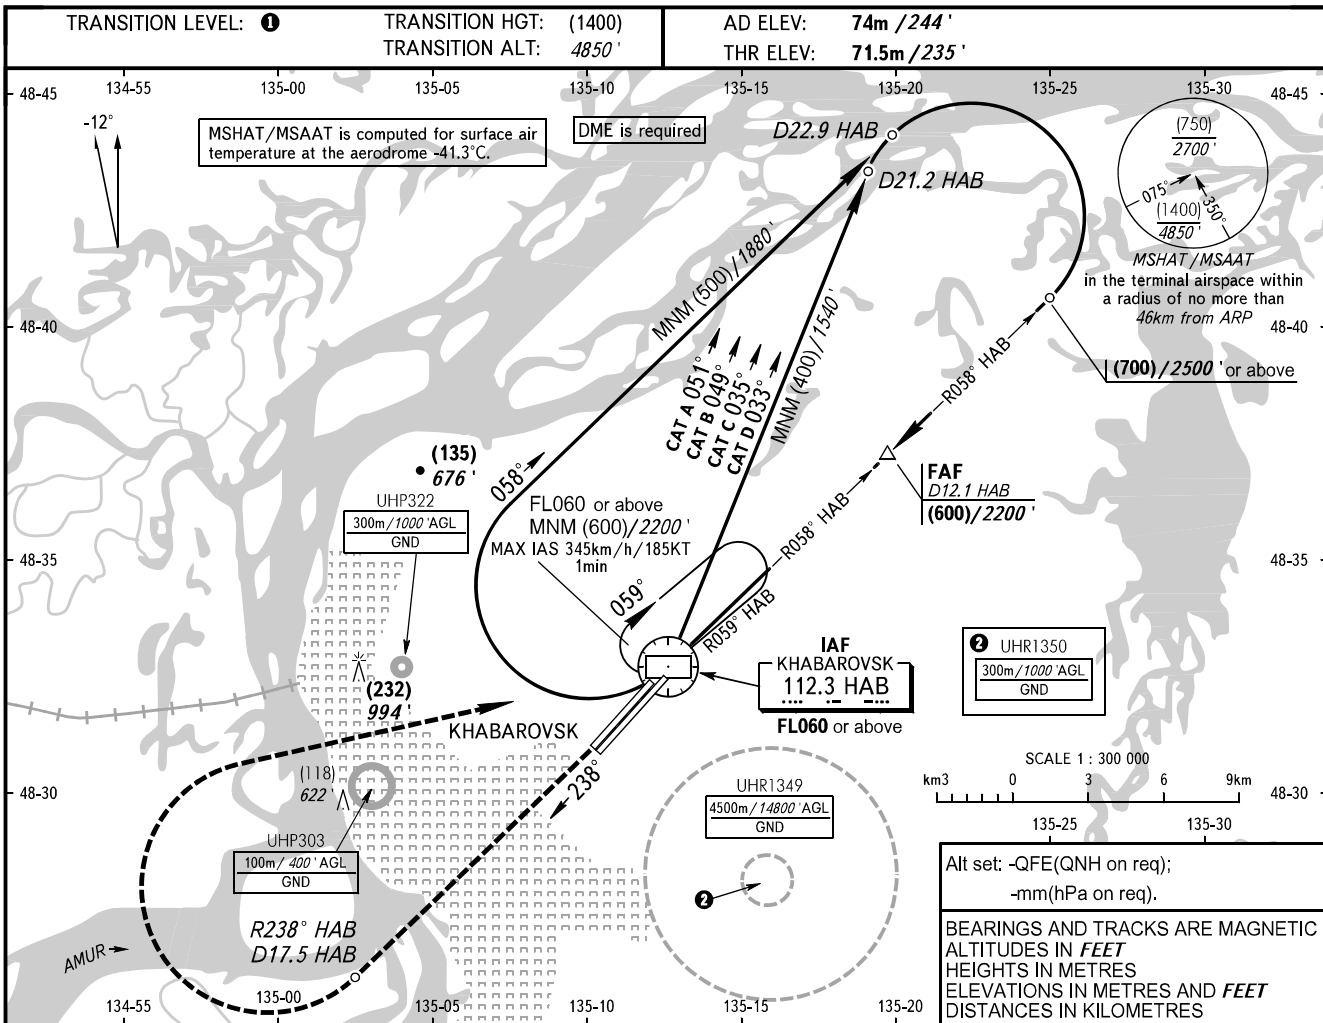 TRANSITION LEVEL: ❶
TRANSITION HGT: (1400)
TRANSITION ALT: 4850 '
AD ELEV: 74m / 244 '
THR ELEV: 71.5m / 235 '
48-45
134-55
135-00
135-05
135-10
135-15
135-20
135-25
135-30
48-45
-12°
MSHAT/MSAAT is computed for surface air
temperature at the aerodrome -41.3°C.
DME is required
D22.9 HAB
D21.2 HAB
(750)
2700 '
075°
350°
(1400)
4850 '
MSHAT / MSAAT
in the terminal airspace within
a radius of no more than
46km from ARP
48-40
48-40
MNM (500)/1880'
MNM (400)/1540'
CAT A 051°
CAT B 049°
CAT C 035°
CAT D 033°
R058° HAB
(700)/2500 ' or above
(135)
676 '
058°
UHP322
300m/1000 'AGL
GND
FL060 or above
MNM (600)/2200 '
MAX IAS 345km/h/185KT
1min
R058° HAB
FAF
D12.1 HAB
(600)/2200 '
48-35
48-35
059°
R059° HAB
IAF
KHABAROVSK
112.3 HAB
FL060 or above
❷ UHR1350
300m/1000 'AGL
GND
(232)
994 '
KHABAROVSK
238°
(118)
622 '
48-30
48-30
UHR1349
4500m/14800 'AGL
GND
❷
SCALE 1 : 300 000
km3 0 3 6 9km
135-25
135-30
UHP303
100m/ 400 ' AGL
GND
R238° HAB
D17.5 HAB
AMUR
Alt set: -QFE(QNH on req);
-mm(hPa on req).
BEARINGS AND TRACKS ARE MAGNETIC
ALTITUDES IN FEET
HEIGHTS IN METRES
ELEVATIONS IN METRES AND FEET
DISTANCES IN KILOMETRES
134-55
135-00
135-05
135-10
135-15
135-20